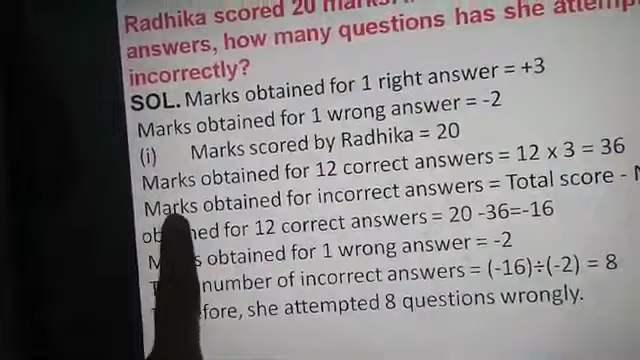 Radhika scored 20
answers, how many questions has she
incorrectly?
SOL. Marks obtained for 1 right answer = +3
Marks obtained for 1 wrong answer = -2
(i) Marks scored by Radhika = 20
Marks obtained for 12 correct answers = 12 x 3 = 36
Marks obtained for incorrect answers = Total score -
for 12 correct answers = 20 -36=-16
obtained for 1 wrong answer = -2
number of incorrect answers = (-16)÷(-2) = 8
she attempted 8 questions wrongly.